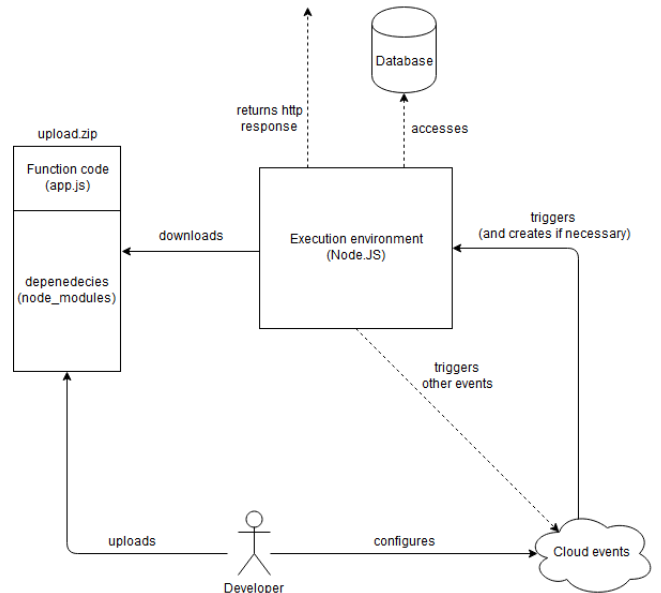 Database
returns http
response
accesses
upload.zip
Function code
(app.js)
triggers
(and creates if necessary)
downloads
Execution environment
(Node.JS)
depenedecies
(node_modules)
triggers
other events
uploads
configures
Cloud events
Developer